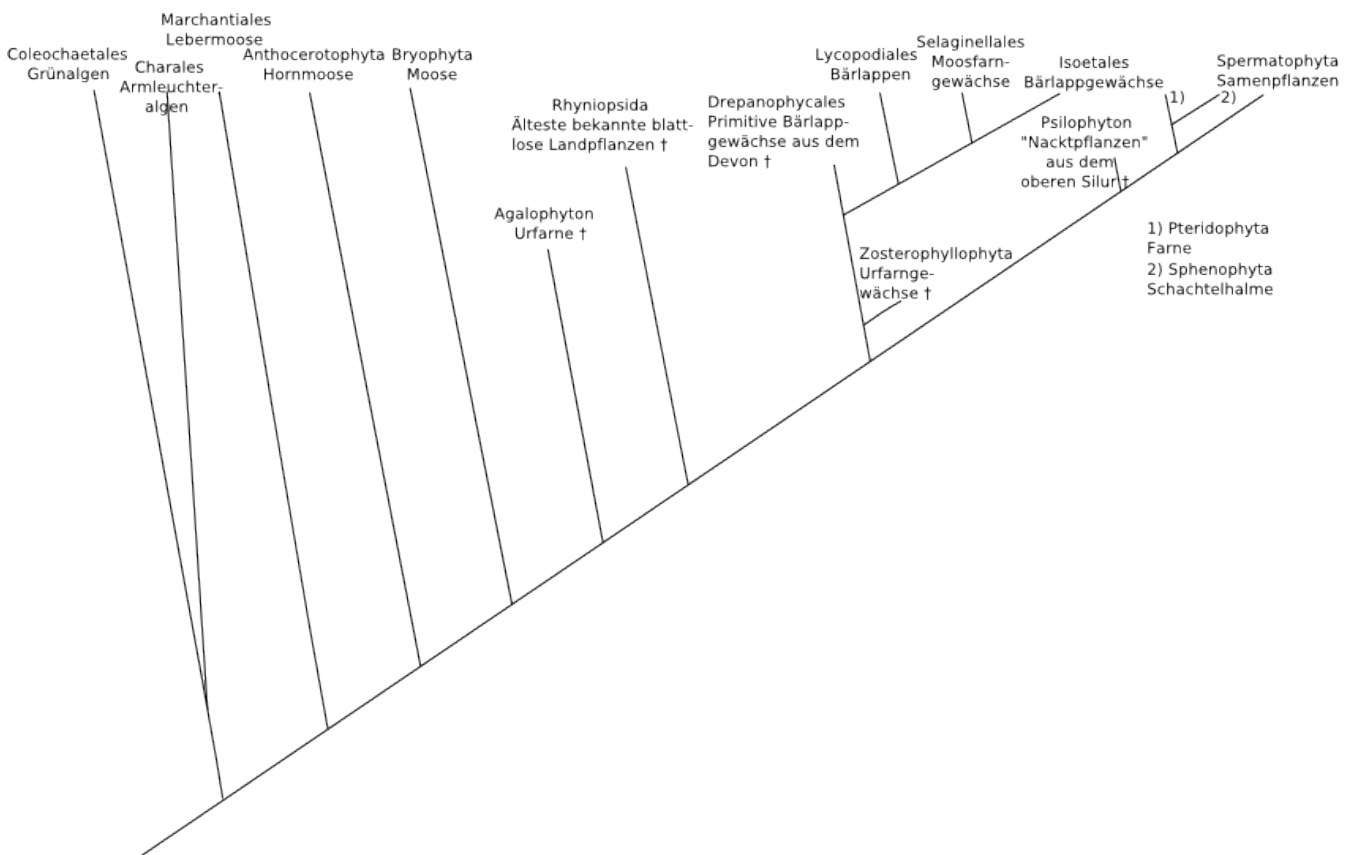 Coleochaetales
Grünalgen
Marchantiales
Lebermoose
Charales
Armleuchter-
algen
Anthocerotophyta
Hornmoose
Bryophyta
Moose
Agalophyton
Urfarne †
Rhyniopsida
Älteste bekannte blatt-
lose Landpflanzen †
Drepanophycales
Primitive Bärlapp-
gewächse aus dem
Devon †
Zosterophyllophyta
Urfarnge-
wächse †
Lycopodiales
Bärlappen
Selaginellales
Moosfarn-
gewächse
Isoetales
Bärlappgewächse
Psilophyton
"Nacktpflanzen"
aus dem
oberen Silur †
1)
2)
Spermatophyta
Samenpflanzen
1) Pteridophyta
Farne
2) Sphenophyta
Schachtelhalme